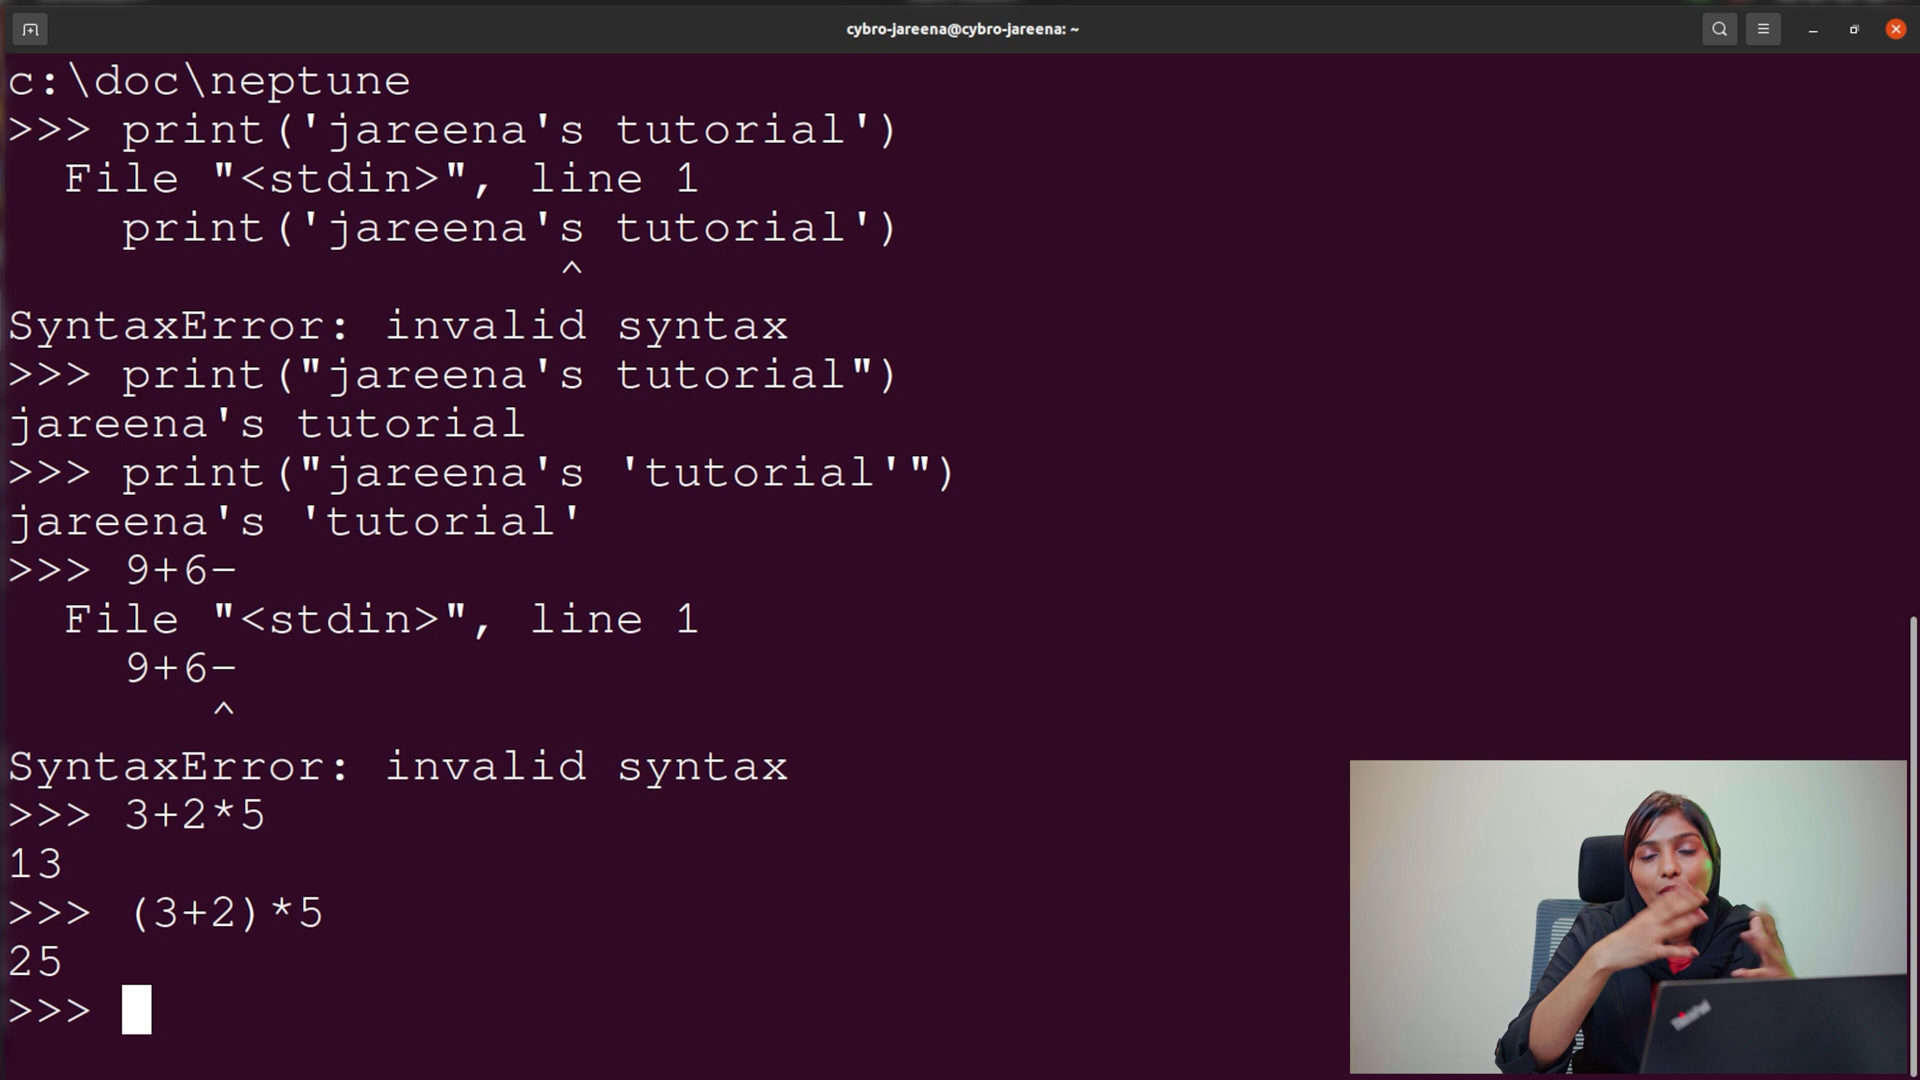 cybro-jareena@cybro-jareena: ~
c:\doc\neptune
>>> print('jareena's tutorial')
  File "<stdin>", line 1
    print('jareena's tutorial')
                   ^
SyntaxError: invalid syntax
>>> print("jareena's tutorial")
jareena's tutorial
>>> print("jareena's 'tutorial'")
jareena's 'tutorial'
>>> 9+6-
  File "<stdin>", line 1
    9+6-
       ^
SyntaxError: invalid syntax
>>> 3+2*5
13
>>> (3+2)*5
25
>>>
ThinkPad